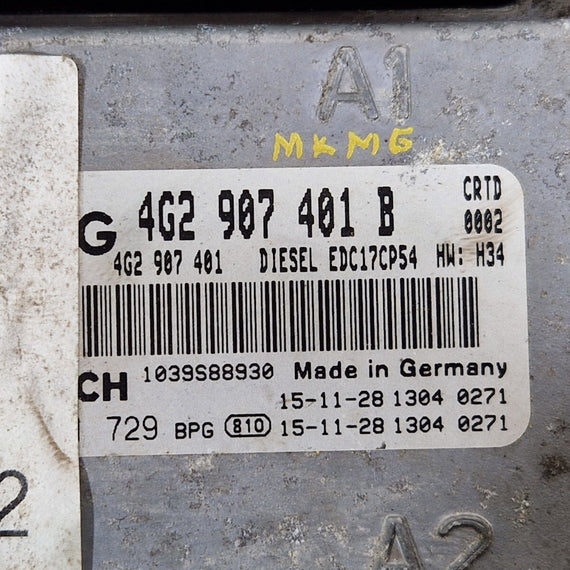 A1
MKMG
G 4G2 907 401 B CRTD
0002
4G2 907 401 DIESEL EDC17CP54 HW: H34
CH 1039S88930 Made in Germany
15-11-28 1304 0271
729 BPG 810 15-11-28 1304 0271
2
A2